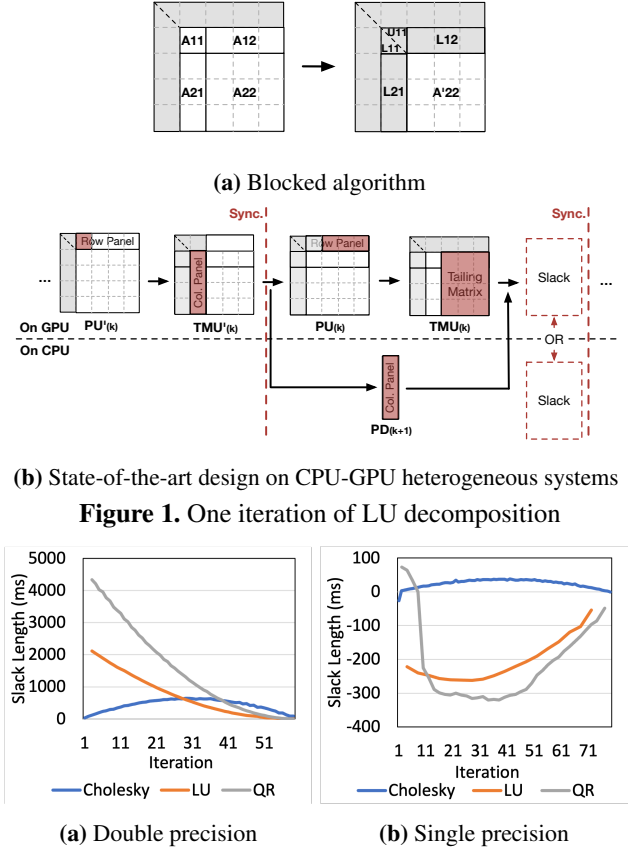 A11 A12 U11 L12
L11
A21 A22 L21 A'22
(a) Blocked algorithm
Sync. Sync.
Row Panel Col. Panel Row Panel Tailing Matrix Slack
... ...
On GPU PU'(k) TMU'(k) PU(k) TMU(k) OR
On CPU
Col. Panel Slack
PD(k+1)
(b) State-of-the-art design on CPU-GPU heterogeneous systems
Figure 1. One iteration of LU decomposition
Slack Length (ms)
5000
4000
3000
2000
1000
0
1 11 21 31 41 51
Iteration
Cholesky LU QR
(a) Double precision
Slack Length (ms)
100
0
-100
-200
-300
-400
1 11 21 31 41 51 61 71
Iteration
Cholesky LU QR
(b) Single precision